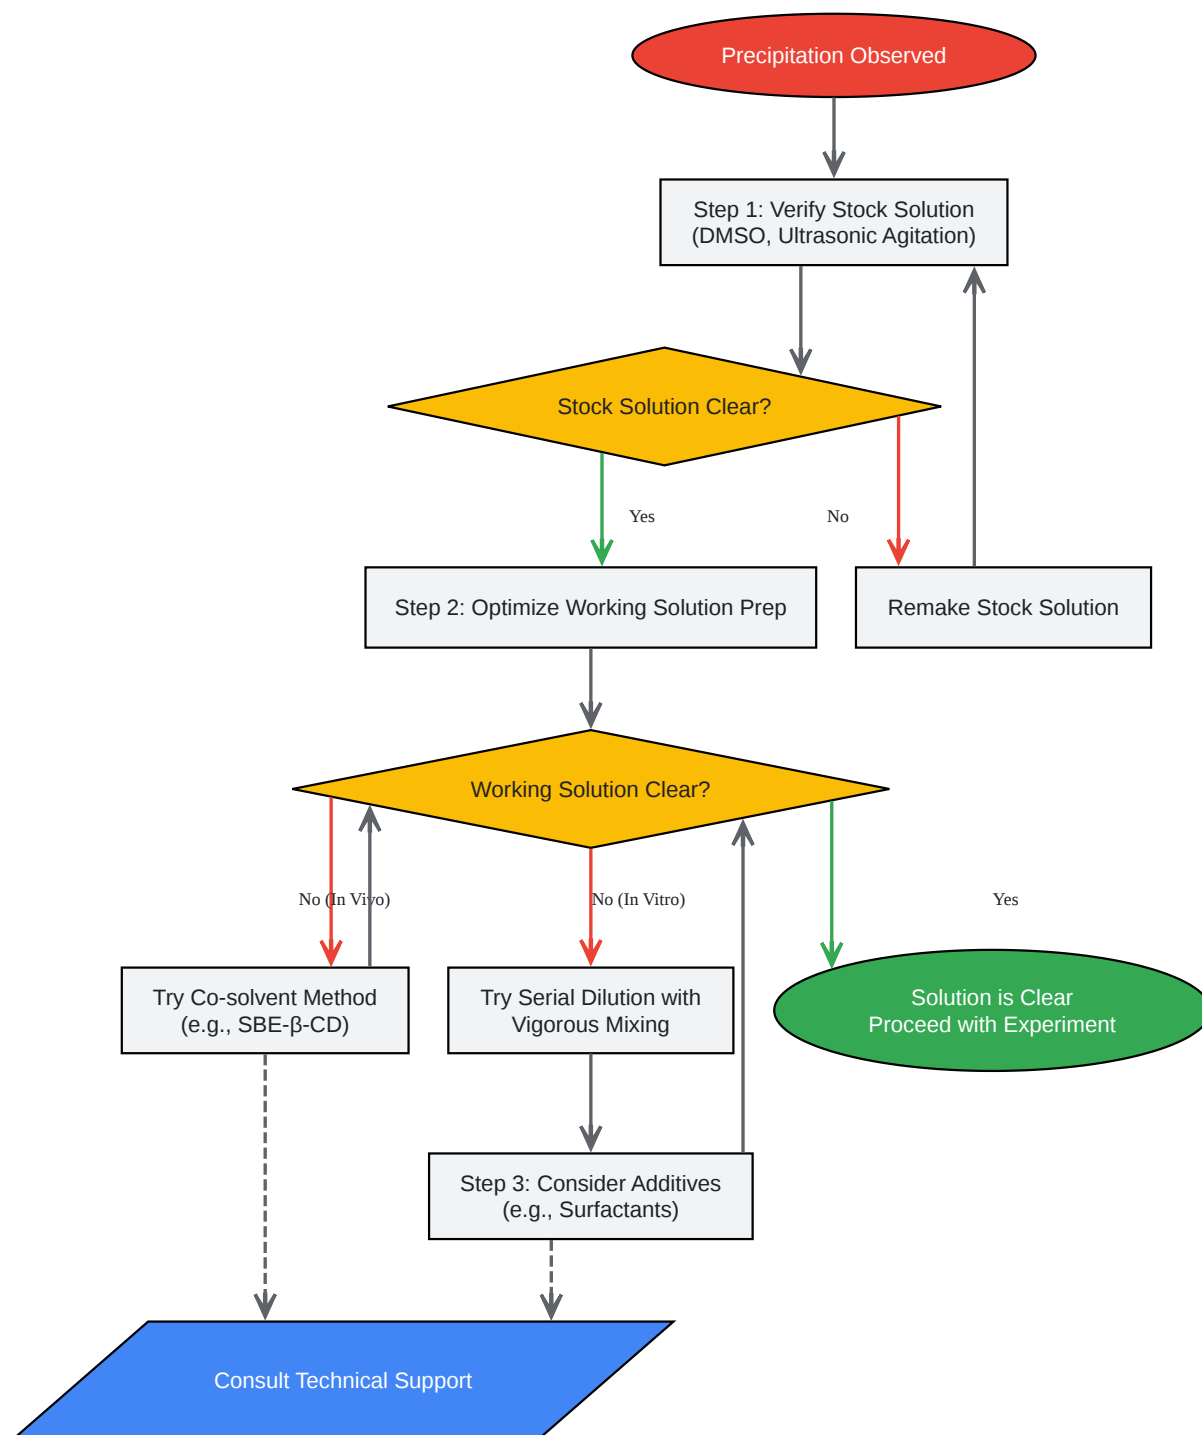 Precipitation Observed
Step 1: Verify Stock Solution
(DMSO, Ultrasonic Agitation)
Stock Solution Clear?
Yes
No
Step 2: Optimize Working Solution Prep
Remake Stock Solution
Working Solution Clear?
No (In Vivo)
No (In Vitro)
Yes
Try Co-solvent Method
(e.g., SBE-β-CD)
Try Serial Dilution with
Vigorous Mixing
Solution is Clear
Proceed with Experiment
Step 3: Consider Additives
(e.g., Surfactants)
Consult Technical Support